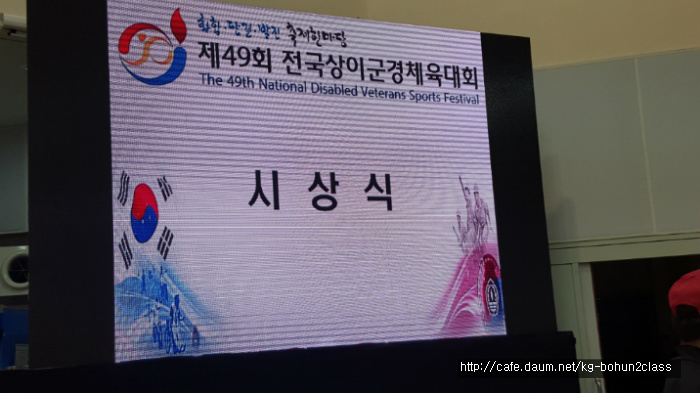 화합·단결·발전 축제한마당
제49회 전국상이군경체육대회
The 49th National Disabled Veterans Sports Festival
시 상 식
http://cafe.daum.net/kg-bohun2class